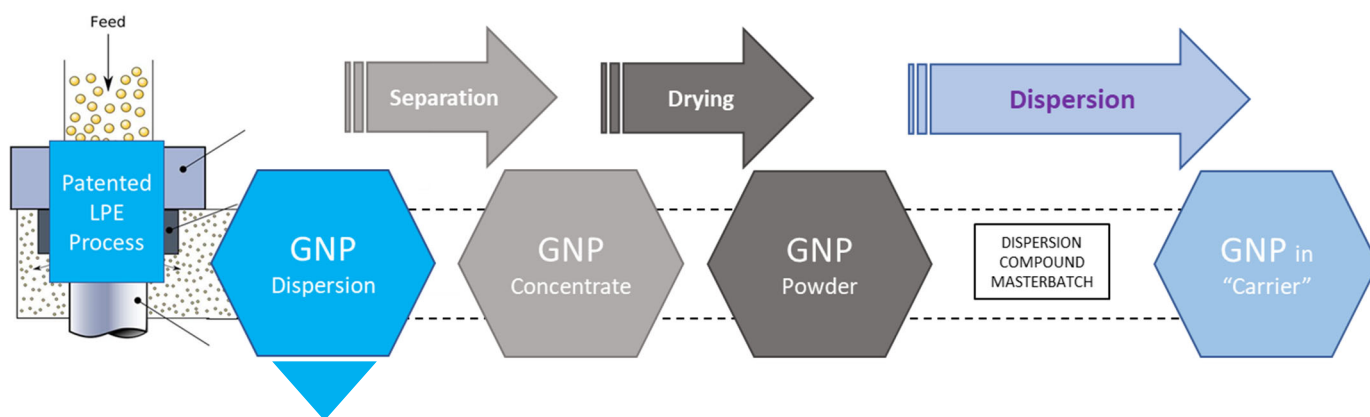 Feed
Separation
Drying
Dispersion
Patented
LPE
Process
GNP
Dispersion
GNP
Concentrate
GNP
Powder
DISPERSION
COMPOUND
MASTERBATCH
GNP in
“Carrier”